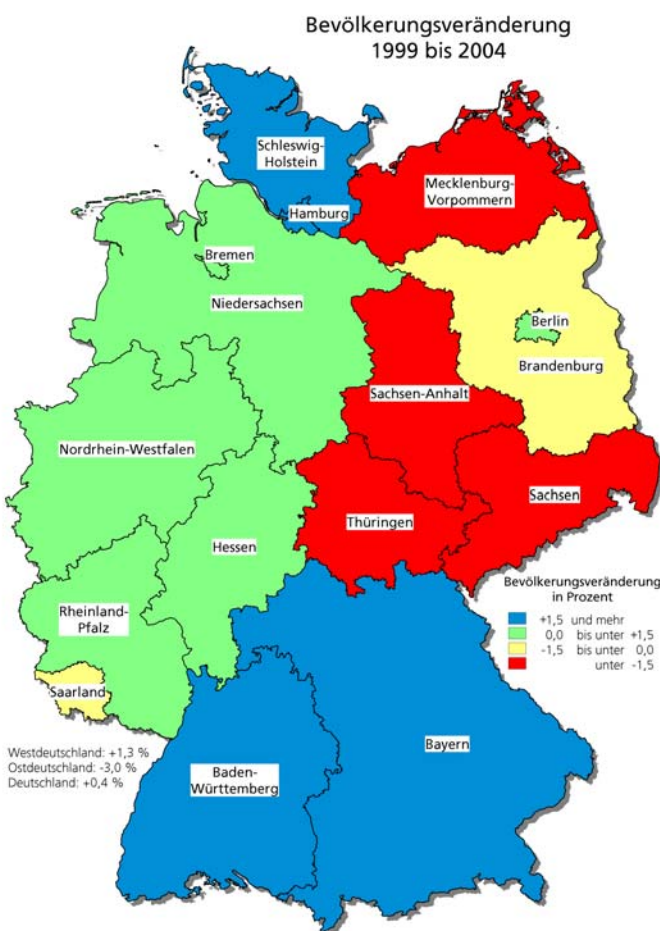 Bevölkerungsveränderung
1999 bis 2004
Schleswig-
Holstein
Mecklenburg-
Vorpommern
Hamburg
Bremen
Niedersachsen
Berlin
Brandenburg
Sachsen-Anhalt
Nordrhein-Westfalen
Sachsen
Thüringen
Hessen
Bevölkerungsveränderung
in Prozent
+1,5 und mehr
0,0 bis unter +1,5
-1,5 bis unter 0,0
unter -1,5
Rheinland-
Pfalz
Saarland
Westdeutschland: +1,3 %
Ostdeutschland: -3,0 %
Deutschland: +0,4 %
Bayern
Baden-
Württemberg